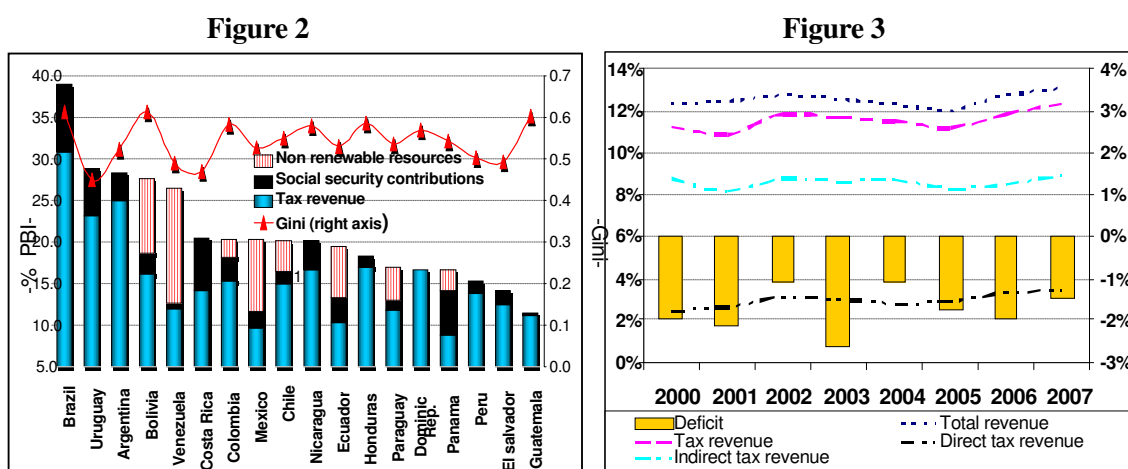 Figure 2
Figure 3
40.0
35.0
30.0
25.0
20.0
15.0
10.0
5.0
-% PBI-
0.7
0.6
0.5
0.4
0.3
0.2
0.1
0.0
-Gini-
Non renewable resources
Social security contributions
Tax revenue
Gini (right axis)
1
Brazil
Uruguay
Argentina
Bolivia
Venezuela
Costa Rica
Colombia
Mexico
Chile
Nicaragua
Ecuador
Honduras
Paraguay
Dominic
Rep.
Panama
Peru
El salvador
Guatemala
14%
12%
10%
8%
6%
4%
2%
0%
4%
3%
2%
1%
0%
-1%
-2%
-3%
2000 2001 2002 2003 2004 2005 2006 2007
Deficit
Total revenue
Tax revenue
Direct tax revenue
Indirect tax revenue